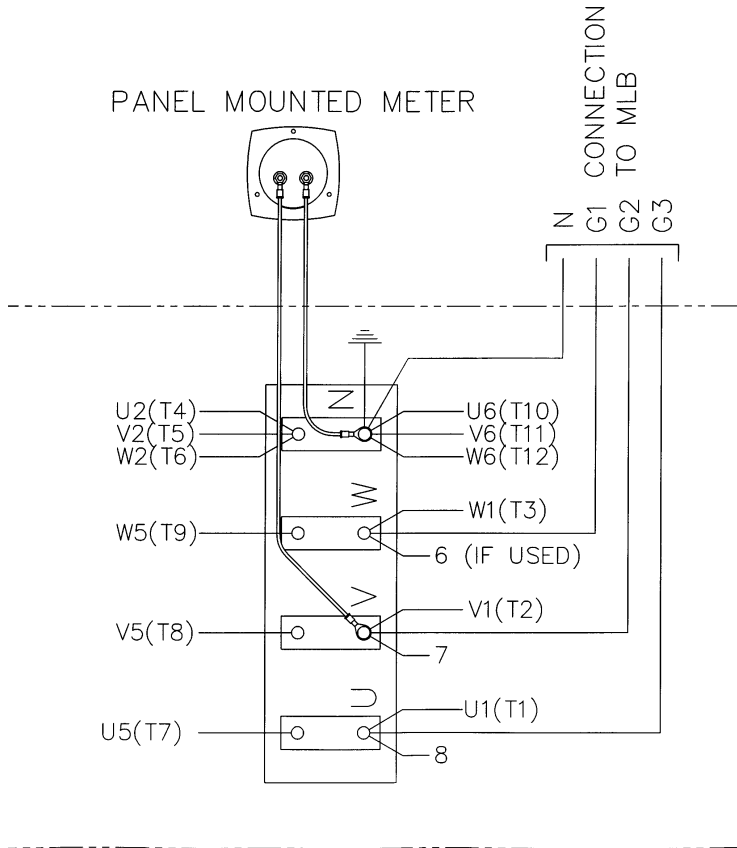 PANEL MOUNTED METER
CONNECTION
TO MLB
N
G1
G2
G3
N
U2(T4)
V2(T5)
W2(T6)
U6(T10)
V6(T11)
W6(T12)
W
W5(T9)
W1(T3)
6 (IF USED)
V
V5(T8)
V1(T2)
7
U
U5(T7)
U1(T1)
8